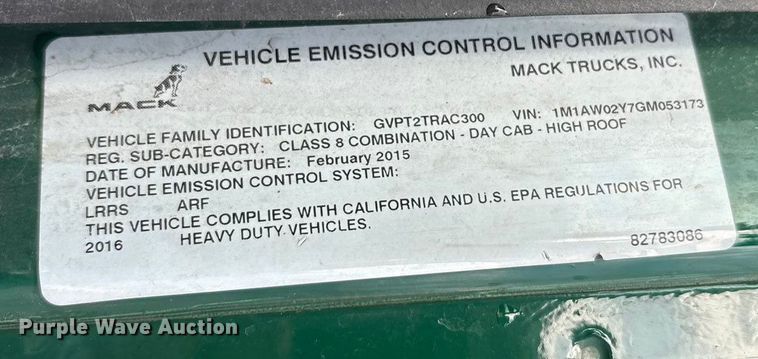 VEHICLE EMISSION CONTROL INFORMATION
MACK TRUCKS, INC.
MACK
VEHICLE FAMILY IDENTIFICATION: GVPT2TRAC300 VIN: 1M1AW02Y7GM053173
REG. SUB-CATEGORY: CLASS 8 COMBINATION - DAY CAB - HIGH ROOF
DATE OF MANUFACTURE: February 2015
VEHICLE EMISSION CONTROL SYSTEM:
LRRS ARF
THIS VEHICLE COMPLIES WITH CALIFORNIA AND U.S. EPA REGULATIONS FOR
2016 HEAVY DUTY VEHICLES.
82783086
Purple Wave Auction